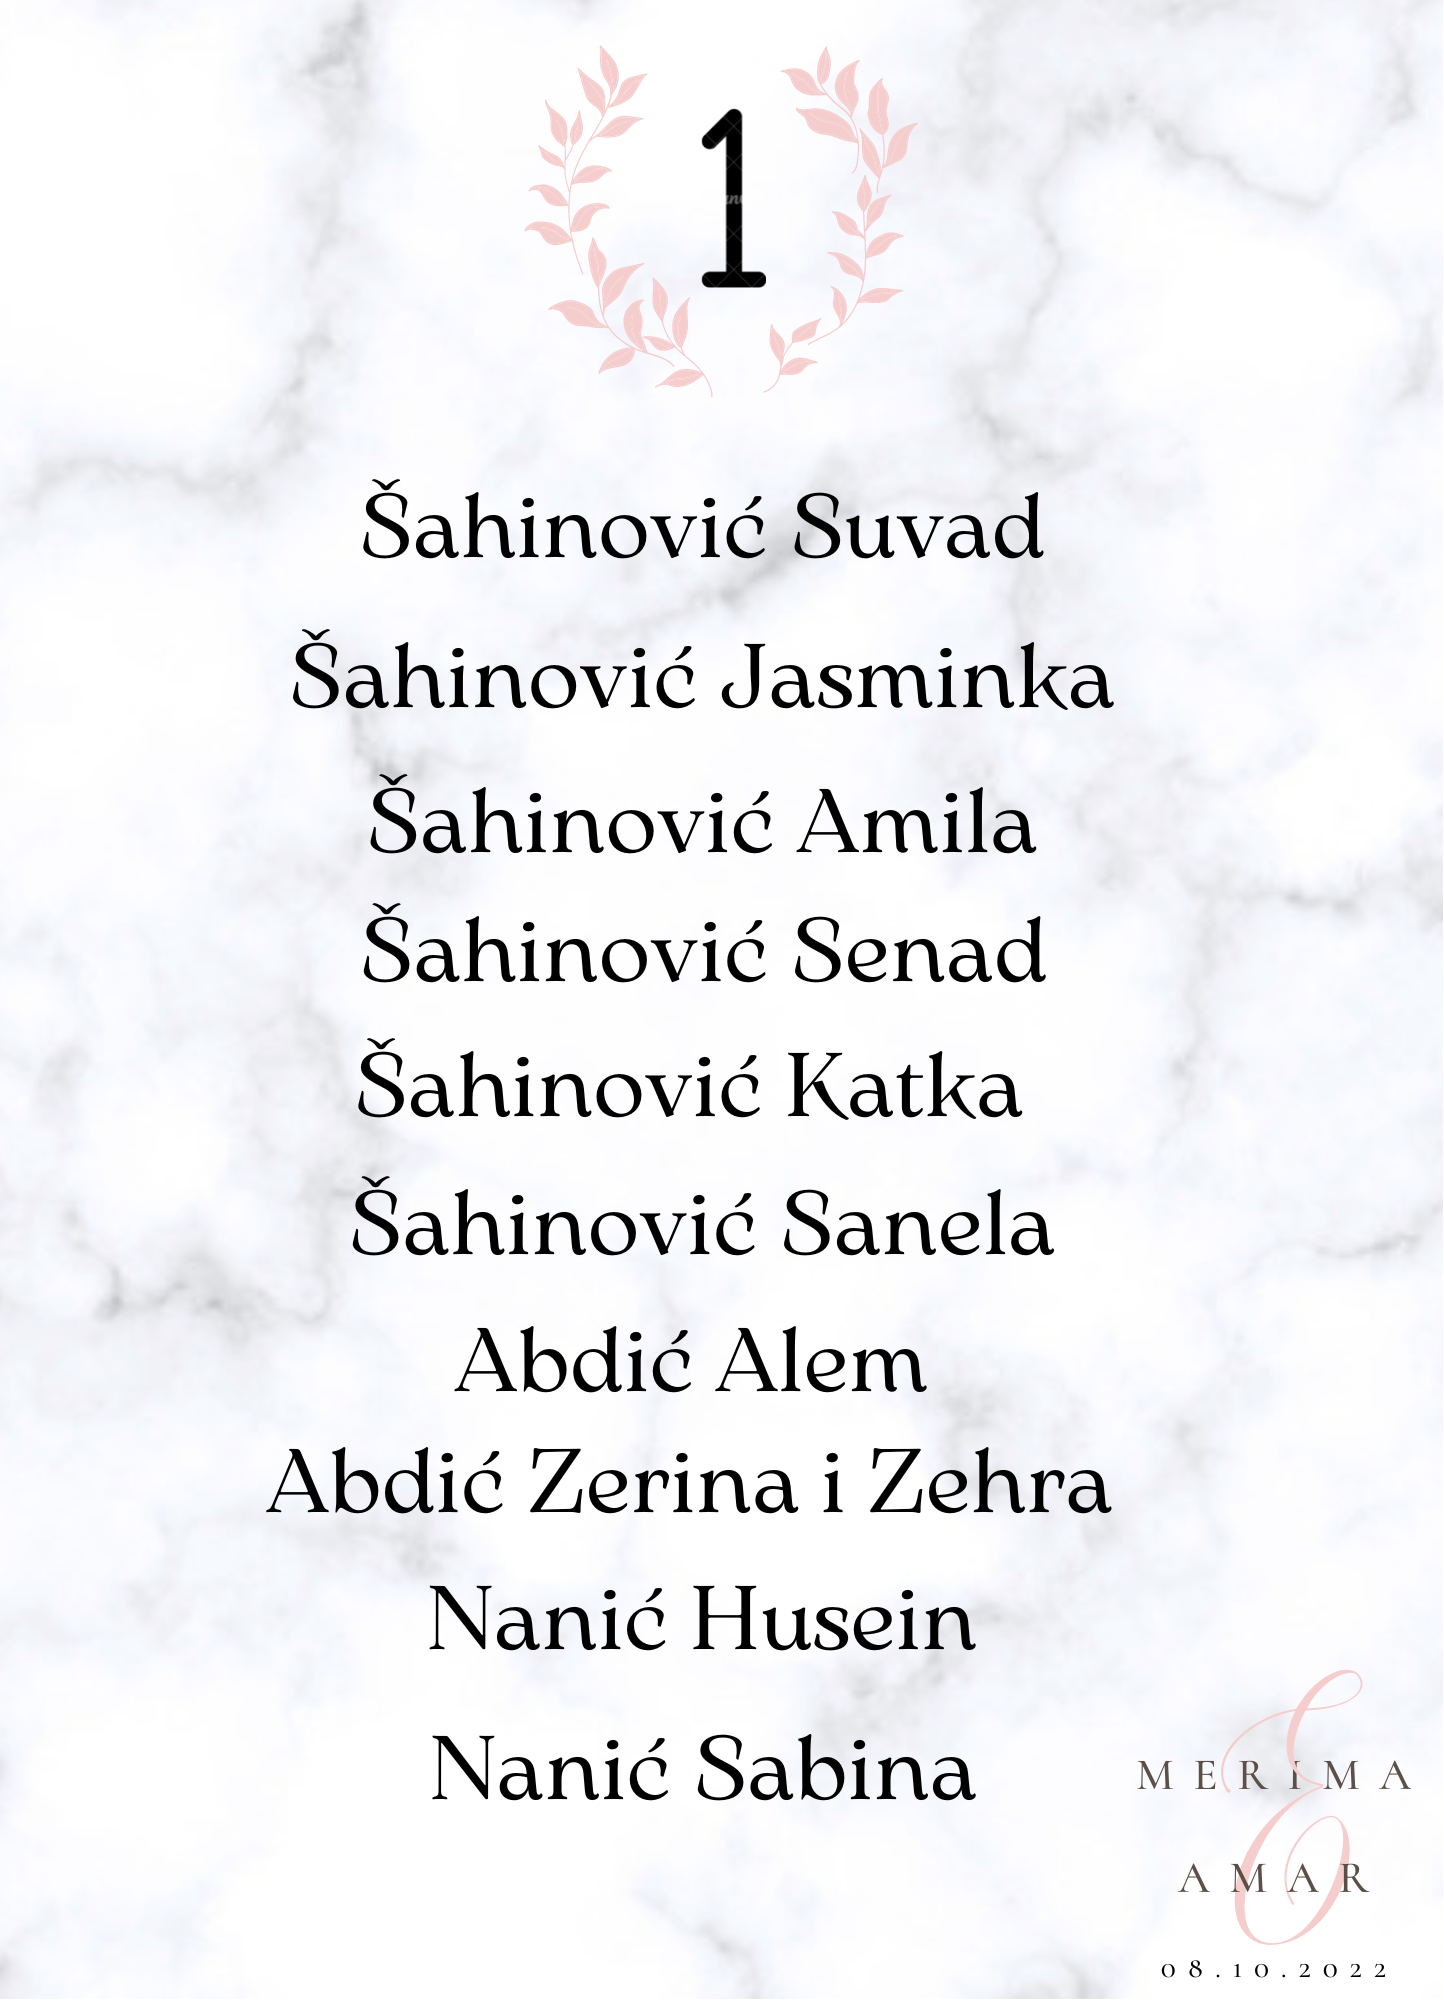 1
Šahinović Suvad
Šahinović Jasminka
Šahinović Amila
Šahinović Senad
Šahinović Katka
Šahinović Sanela
Abdić Alem
Abdić Zerina i Zehra
Nanić Husein
Nanić Sabina
MERIMA
&
AMAR
08.10.2022